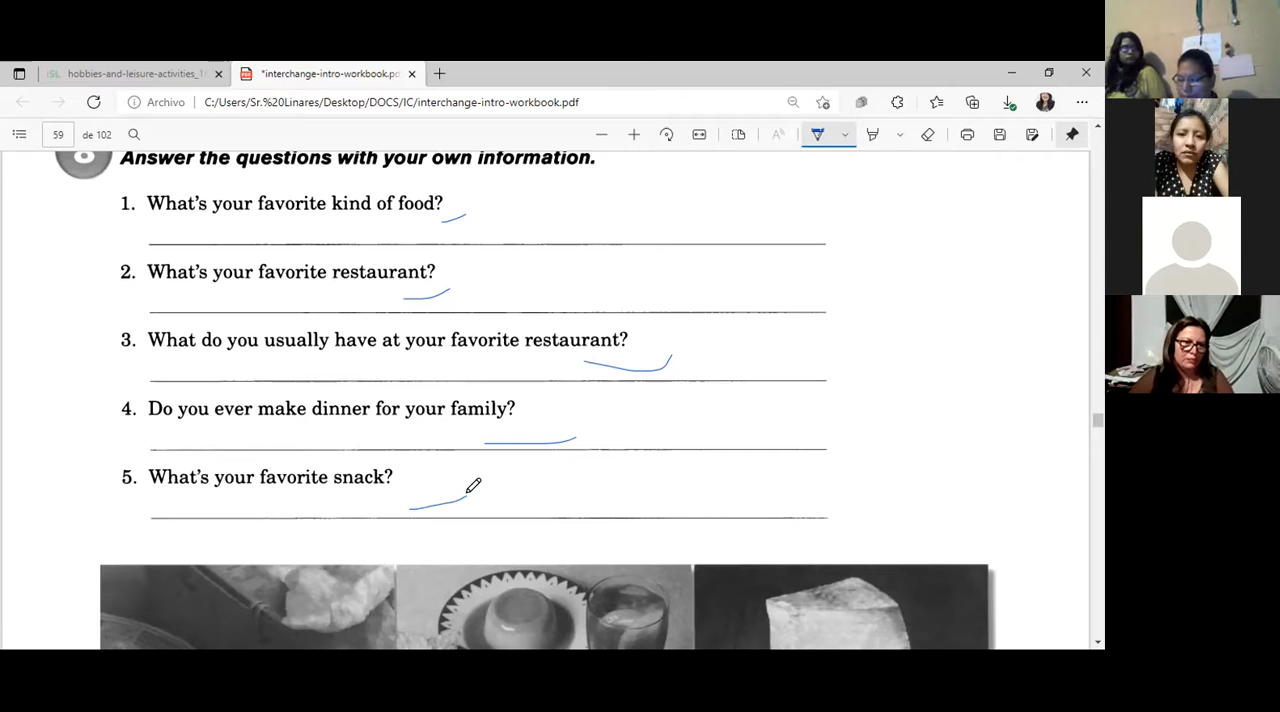 hobbies-and-leisure-activities_1
*interchange-intro-workbook.pd
Archivo
C:/Users/Sr.%20Linares/Desktop/DOCS/IC/interchange-intro-workbook.pdf
59 de 102
8 Answer the questions with your own information.
1. What's your favorite kind of food?
2. What's your favorite restaurant?
3. What do you usually have at your favorite restaurant?
4. Do you ever make dinner for your family?
5. What's your favorite snack?